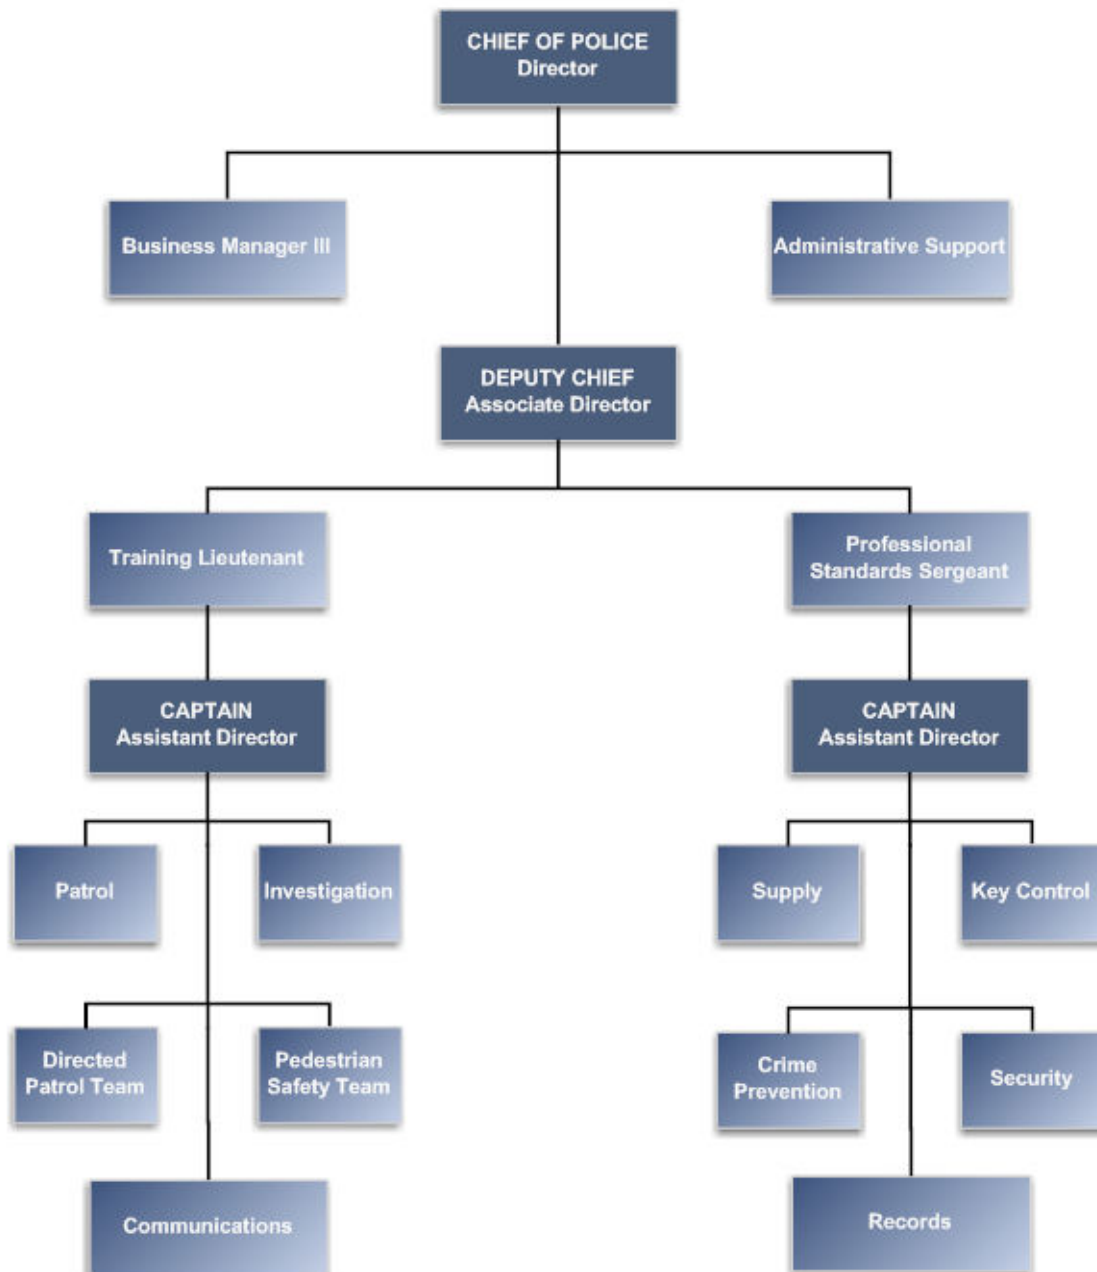 CHIEF OF POLICE
Director
Business Manager III
Administrative Support
DEPUTY CHIEF
Associate Director
Training Lieutenant
Professional
Standards Sergeant
CAPTAIN
Assistant Director
CAPTAIN
Assistant Director
Patrol
Investigation
Supply
Key Control
Directed
Patrol Team
Pedestrian
Safety Team
Crime
Prevention
Security
Communications
Records